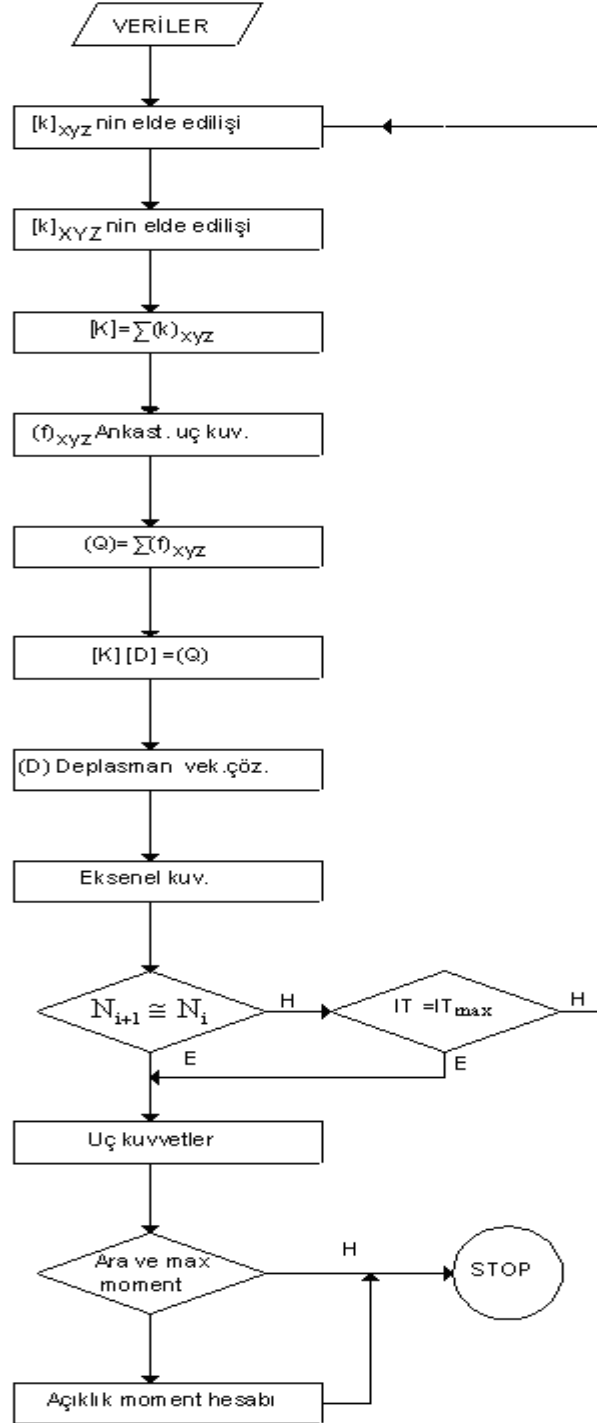 VERİLER
[k]xyz nin elde edilişi
[k]XYZ nin elde edilişi
[K]=∑(k)xyz
(f)xyz Ankast. uç kuv.
(Q)=∑(f)xyz
[K] [D] =(Q)
(D) Deplasman vek.çöz.
Eksenel kuv.
Ni+1 ≅ Ni
H
IT =ITmax
H
E
E
Uç kuvvetler
Ara ve max
moment
H
STOP
Açıklık moment hesabı